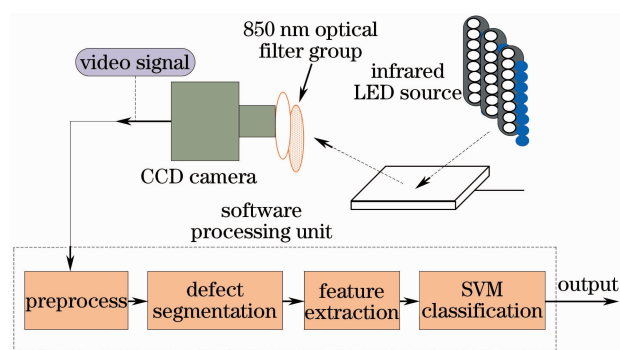 850 nm optical
filter group
video signal
infrared
LED source
CCD camera
software
processing unit
preprocess
defect
segmentation
feature
extraction
SVM
classification
output